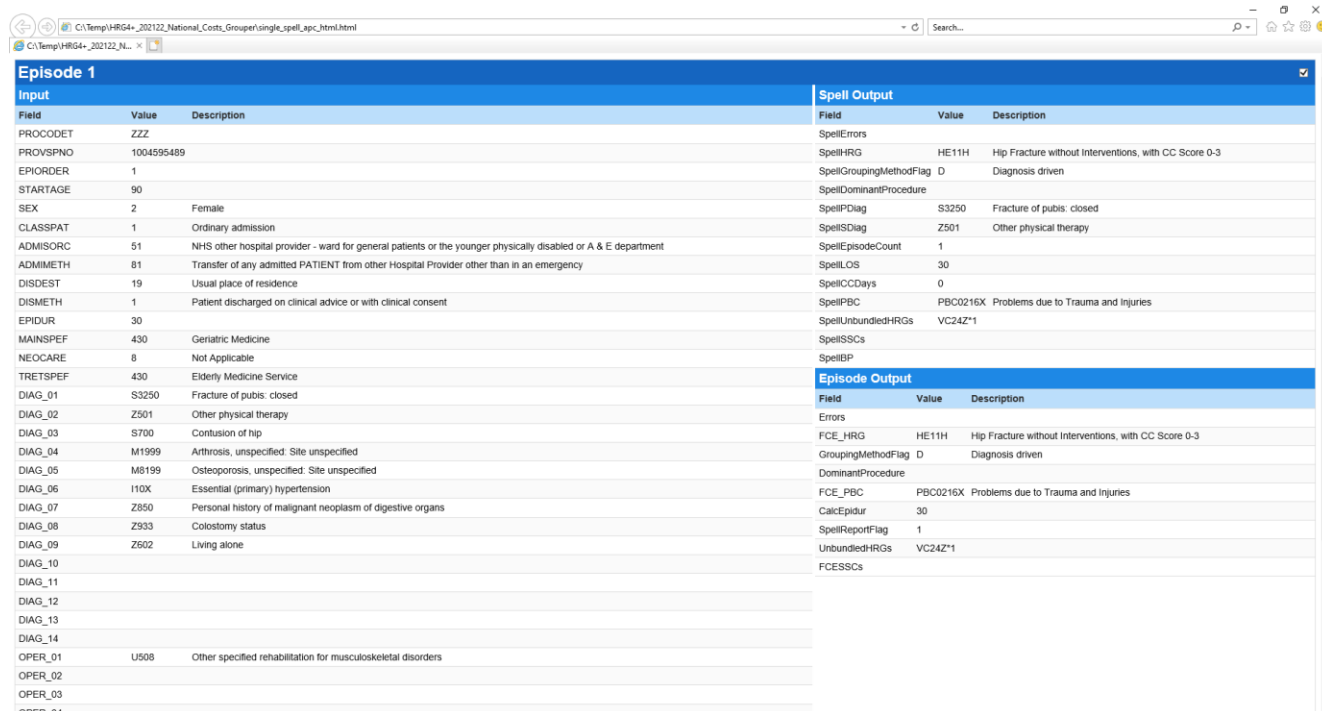 C:\Temp\HRG4+_202122_National_Costs_Grouper\single_spell_apc_html.html
Search...
C:\Temp\HRG4+_202122_N...
Episode 1
Input
Field Value Description
PROCODET ZZZ
PROVSPNO 1004595489
EPIORDER 1
STARTAGE 90
SEX 2 Female
CLASSPAT 1 Ordinary admission
ADMISORC 51 NHS other hospital provider - ward for general patients or the younger physically disabled or A & E department
ADMIMETH 81 Transfer of any admitted PATIENT from other Hospital Provider other than in an emergency
DISDEST 19 Usual place of residence
DISMETH 1 Patient discharged on clinical advice or with clinical consent
EPIDUR 30
MAINSPEF 430 Geriatric Medicine
NEOCARE 8 Not Applicable
TRETSPEF 430 Elderly Medicine Service
DIAG_01 S3250 Fracture of pubis: closed
DIAG_02 Z501 Other physical therapy
DIAG_03 S700 Contusion of hip
DIAG_04 M1999 Arthrosis, unspecified: Site unspecified
DIAG_05 M8199 Osteoporosis, unspecified: Site unspecified
DIAG_06 I10X Essential (primary) hypertension
DIAG_07 Z850 Personal history of malignant neoplasm of digestive organs
DIAG_08 Z933 Colostomy status
DIAG_09 Z602 Living alone
DIAG_10
DIAG_11
DIAG_12
DIAG_13
DIAG_14
OPER_01 U508 Other specified rehabilitation for musculoskeletal disorders
OPER_02
OPER_03
Spell Output
Field Value Description
SpellErrors
SpellHRG HE11H Hip Fracture without Interventions, with CC Score 0-3
SpellGroupingMethodFlag D Diagnosis driven
SpellDominantProcedure
SpellPDiag S3250 Fracture of pubis: closed
SpellSDiag Z501 Other physical therapy
SpellEpisodeCount 1
SpellLOS 30
SpellCCDays 0
SpellPBC PBC0216X Problems due to Trauma and Injuries
SpellUnbundledHRGs VC24Z*1
SpellSSCs
SpellBP
Episode Output
Field Value Description
Errors
FCE_HRG HE11H Hip Fracture without Interventions, with CC Score 0-3
GroupingMethodFlag D Diagnosis driven
DominantProcedure
FCE_PBC PBC0216X Problems due to Trauma and Injuries
CalcEpidur 30
SpellReportFlag 1
UnbundledHRGs VC24Z*1
FCESSCs